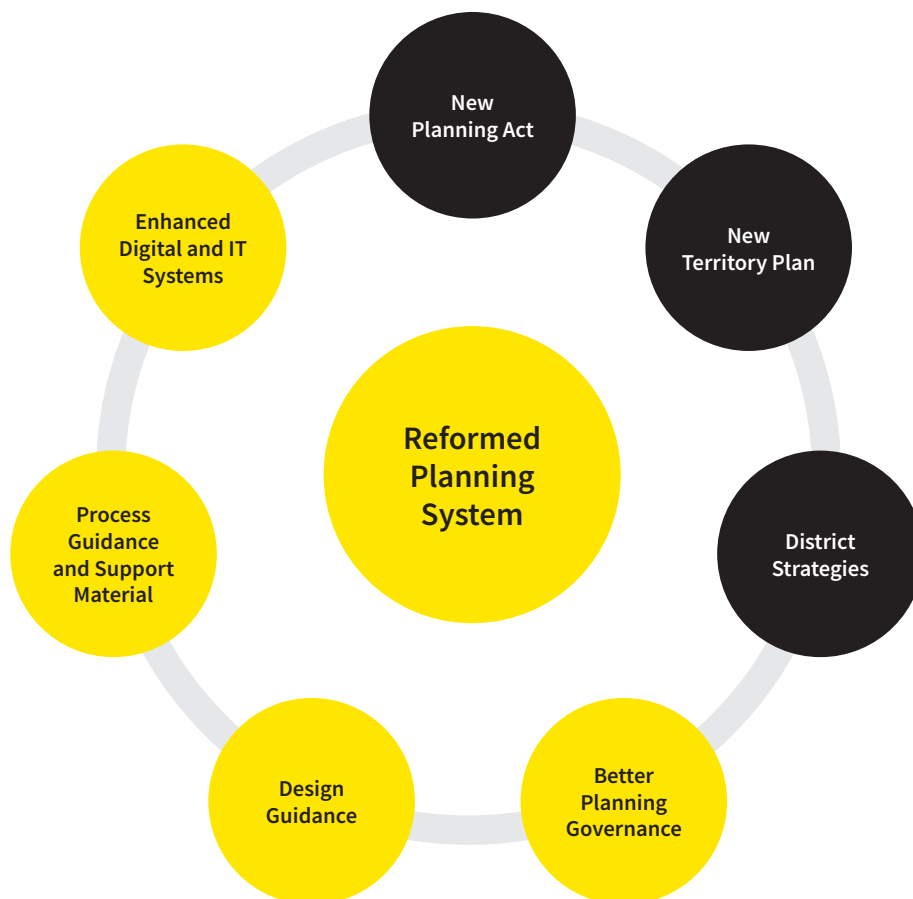 New
Planning Act
New
Territory Plan
District
Strategies
Better
Planning
Governance
Design
Guidance
Process
Guidance
and Support
Material
Enhanced
Digital and IT
Systems
Reformed
Planning
System